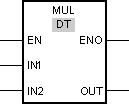 MUL
DT
EN ENO
IN1
IN2 OUT